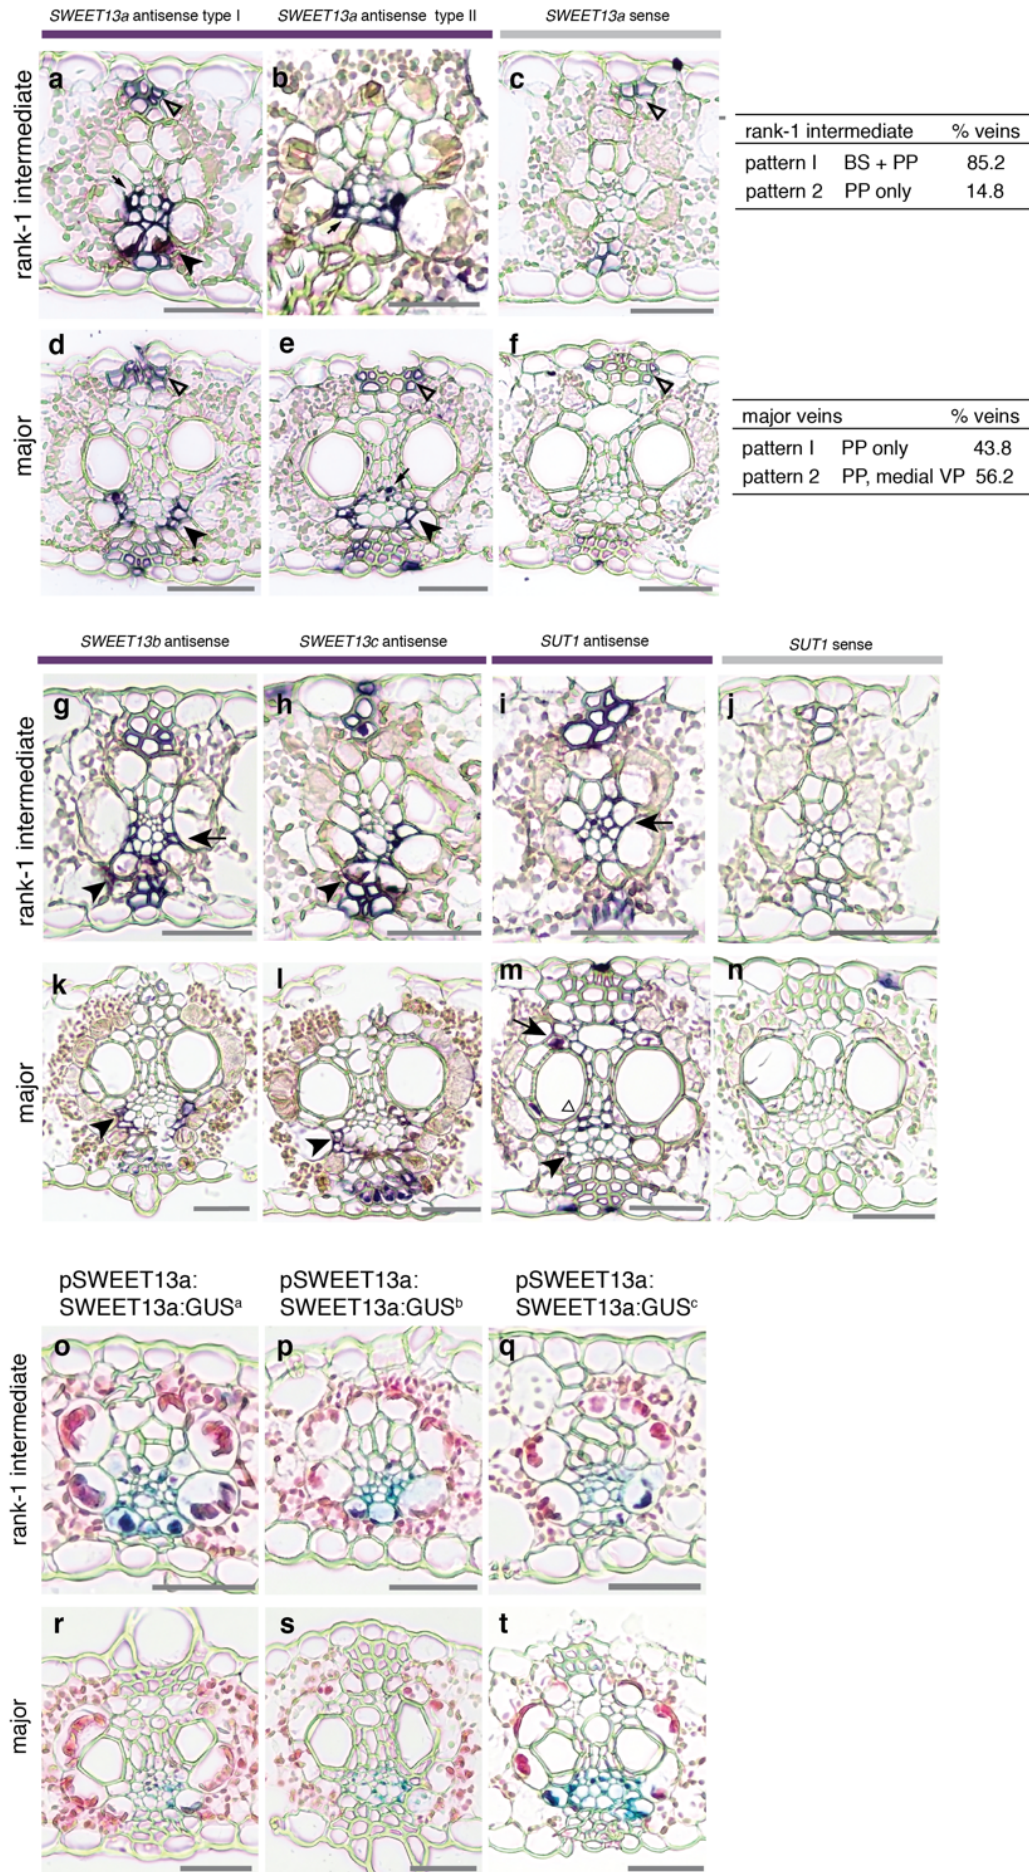 SWEET13a antisense type I
SWEET13a antisense type II
SWEET13a sense
rank-1 intermediate
a
b
c
rank-1 intermediate % veins
pattern I BS + PP 85.2
pattern 2 PP only 14.8
major
d
e
f
major veins % veins
pattern I PP only 43.8
pattern 2 PP, medial VP 56.2
SWEET13b antisense
SWEET13c antisense
SUT1 antisense
SUT1 sense
rank-1 intermediate
g
h
i
j
major
k
l
m
n
pSWEET13a:
SWEET13a:GUSᵃ
pSWEET13a:
SWEET13a:GUSᵇ
pSWEET13a:
SWEET13a:GUSᶜ
rank-1 intermediate
o
p
q
major
r
s
t